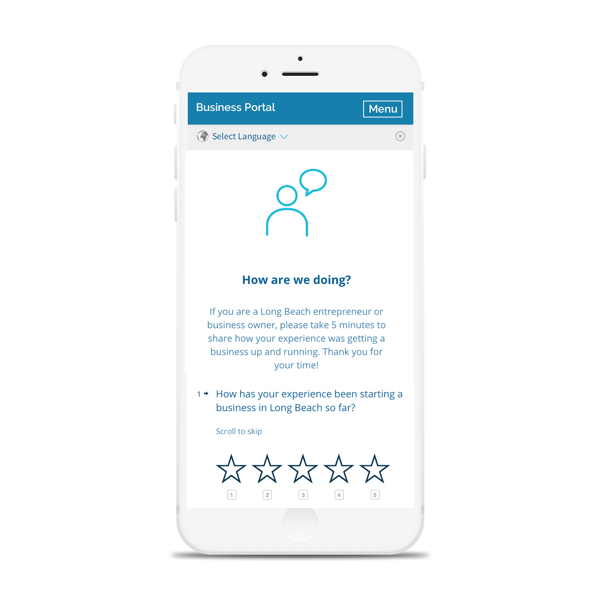 Business Portal
Menu
Select Language
How are we doing?
If you are a Long Beach entrepreneur or
business owner, please take 5 minutes to
share how your experience was getting a
business up and running. Thank you for
your time!
1 → How has your experience been starting a
business in Long Beach so far?
Scroll to skip
1 2 3 4 5